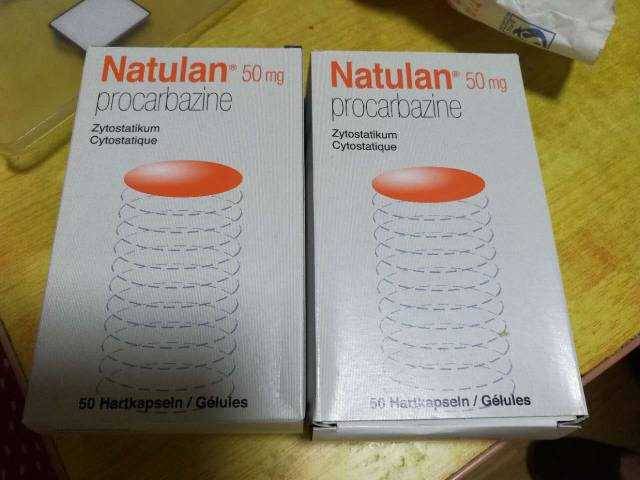 Natulan® 50 mg
procarbazine
Zytostatikum
Cytostatique
50 Hartkapseln / Gélules
Natulan® 50 mg
procarbazine
Zytostatikum
Cytostatique
50 Hartkapseln / Gélules